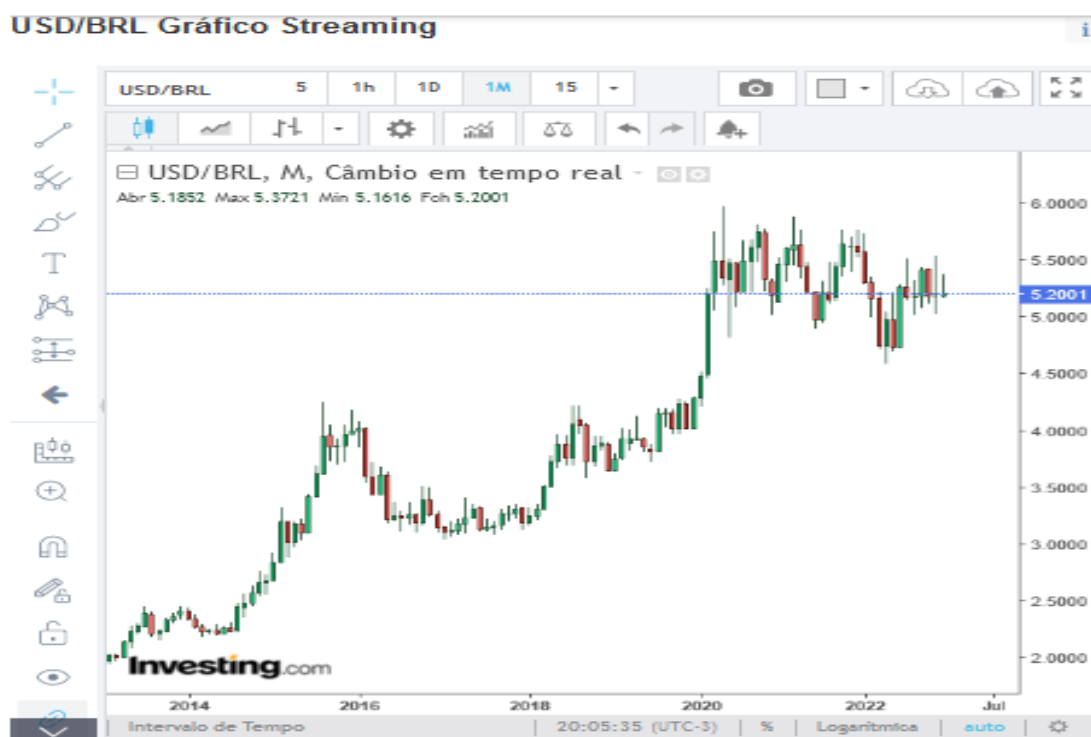 USD/BRL Gráfico Streaming
i
USD/BRL 5 1h 1D 1M 15
T
USD/BRL, M, Câmbio em tempo real -
Abr 5.1852 Max 5.3721 Min 5.1616 Fch 5.2001
6.0000
5.5000
5.2001
5.0000
4.5000
4.0000
3.5000
3.0000
2.5000
2.0000
Investing.com
2014 2016 2018 2020 2022 Jul
Intervalo de Tempo 20:05:35 (UTC-3) % Logarítmica auto